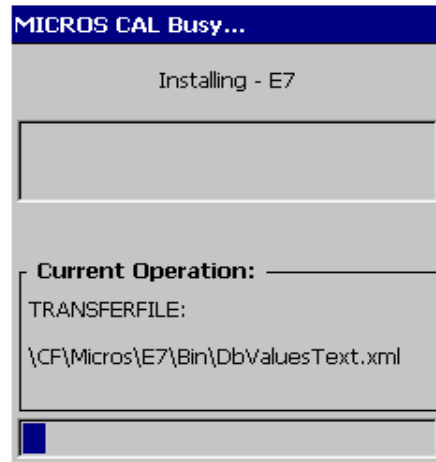 MICROS CAL Busy...
Installing - E7
Current Operation:
TRANSFERFILE:
\CF\Micros\E7\Bin\DbValuesText.xml